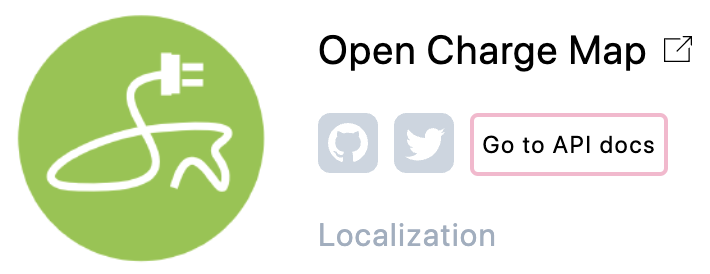 Open Charge Map
Go to API docs
Localization